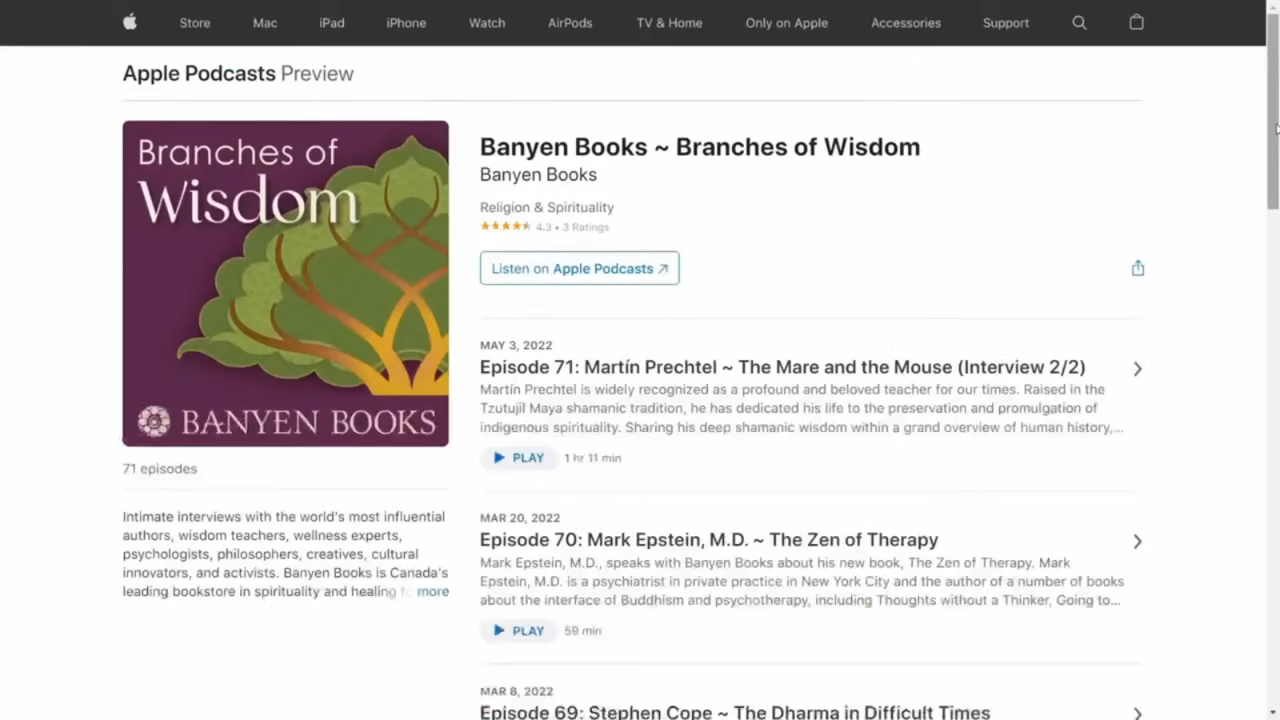 Store Mac iPad iPhone Watch AirPods TV & Home Only on Apple Accessories Support
Apple Podcasts Preview
Branches of
Wisdom
BANYEN BOOKS
71 episodes
Intimate interviews with the world's most influential
authors, wisdom teachers, wellness experts,
psychologists, philosophers, creatives, cultural
innovators, and activists. Banyen Books is Canada's
leading bookstore in spirituality and healing more
Banyen Books ~ Branches of Wisdom
Banyen Books
Religion & Spirituality
4.3 • 3 Ratings
Listen on Apple Podcasts ↗
MAY 3, 2022
Episode 71: Martín Prechtel ~ The Mare and the Mouse (Interview 2/2)
Martín Prechtel is widely recognized as a profound and beloved teacher for our times. Raised in the
Tzutujil Maya shamanic tradition, he has dedicated his life to the preservation and promulgation of
indigenous spirituality. Sharing his deep shamanic wisdom within a grand overview of human history,...
PLAY 1 hr 11 min
MAR 20, 2022
Episode 70: Mark Epstein, M.D. ~ The Zen of Therapy
Mark Epstein, M.D., speaks with Banyen Books about his new book, The Zen of Therapy. Mark
Epstein, M.D. is a psychiatrist in private practice in New York City and the author of a number of books
about the interface of Buddhism and psychotherapy, including Thoughts without a Thinker, Going to...
PLAY 59 min
MAR 8, 2022
Episode 69: Stephen Cope ~ The Dharma in Difficult Times